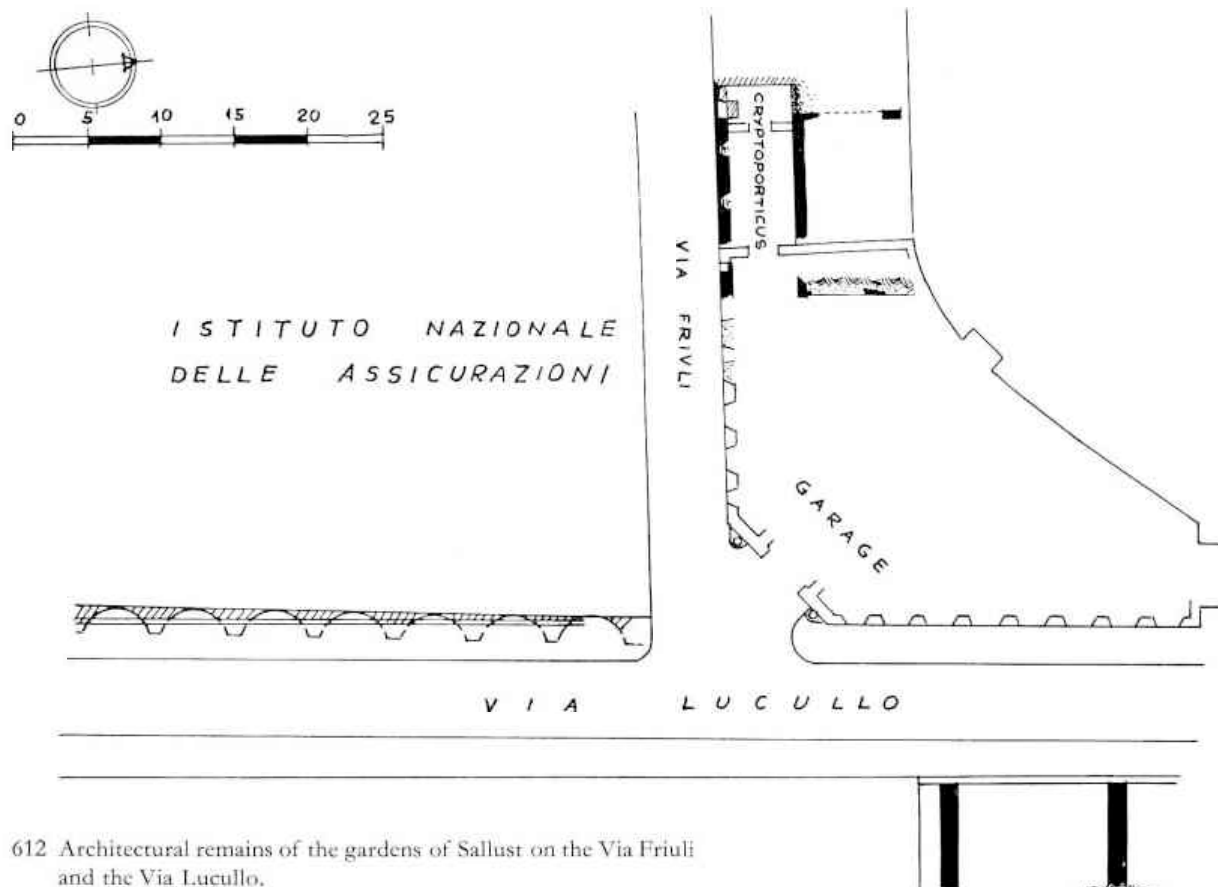 0 5 10 15 20 25
CRYPTOPORTICUS
VIA FRIVLI
ISTITUTO NAZIONALE
DELLE ASSICURAZIONI
GARAGE
VIA LUCULLO
612 Architectural remains of the gardens of Sallust on the Via Friuli
and the Via Lucullo.